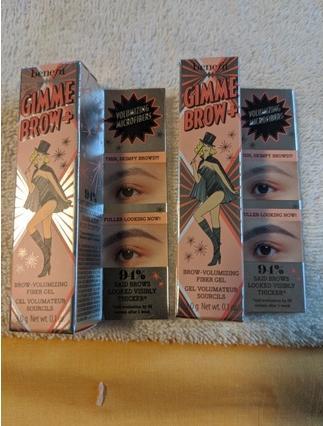 benefit
GIMME
BROW+
BROW-VOLUMIZING
FIBER GEL
GEL VOLUMATEUR
SOURCILS
VOLUMIZING
MICROFIBERS
THIN, SKIMPY BROWS?!
FULLER-LOOKING NOW!
94%
SAID BROWS
LOOKED VISIBLY
THICKER*
benefit
GIMME
BROW+
BROW-VOLUMIZING
FIBER GEL
GEL VOLUMATEUR
SOURCILS
VOLUMIZING
MICROFIBERS
THIN, SKIMPY BROWS?!
FULLER-LOOKING NOW!
94%
SAID BROWS
LOOKED VISIBLY
THICKER*